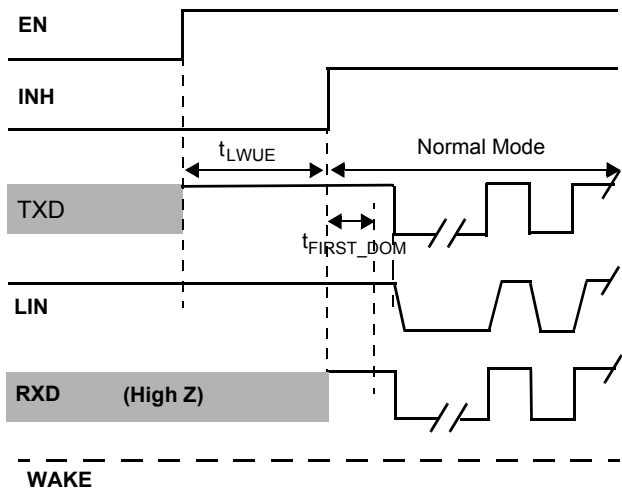 EN
INH
tLWUE
Normal Mode
TXD
tFIRST_DOM
LIN
RXD (High Z)
WAKE